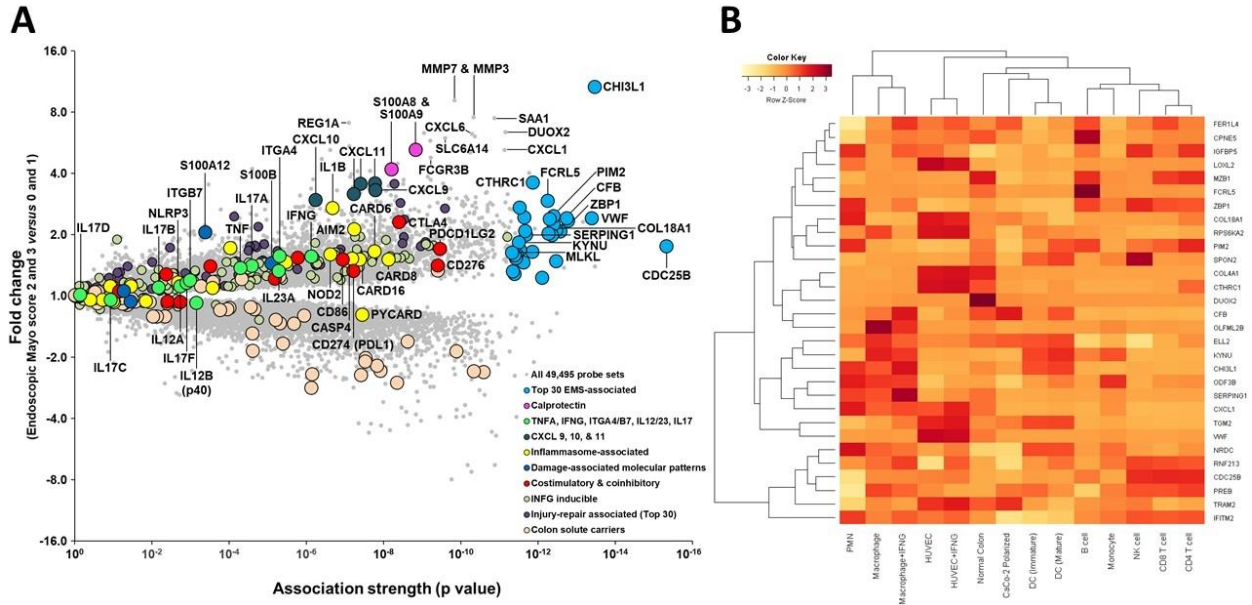 A
Fold change
(Endoscopic Mayo score 2 and 3 versus 0 and 1)
16.0
8.0
4.0
2.0
1.0
-2.0
-4.0
-8.0
-16.0
10⁰
10⁻²
10⁻⁴
10⁻⁶
10⁻⁸
10⁻¹⁰
10⁻¹²
10⁻¹⁴
10⁻¹⁶
Association strength (p value)
MMP7 & MMP3
CHI3L1
S100A8 &
S100A9
REG1A
CXCL10
CXCL11
CXCL6
SAA1
DUOX2
SLC6A14
CXCL1
FCGR3B
ITGA4
S100A12
S100B
IL1B
CXCL9
CTHRC1
FCRL5
PIM2
CFB
ZBP1
VWF
ITGB7
IL17A
NLRP3
IFNG
CARD6
CTLA4
COL18A1
IL17D
IL17B
TNF
AIM2
PDCD1LG2
SERPING1
KYNU
MLKL
CD276
CDC25B
CARD8
CARD16
IL23A
NOD2
CD86
PYCARD
CASP4
CD274 (PDL1)
IL12A
IL17F
IL17C
IL12B
(p40)
All 49,495 probe sets
Top 30 EMS-associated
Calprotectin
TNFA, IFNG, ITGA4/B7, IL12/23, IL17
CXCL 9, 10, & 11
Inflammasome-associated
Damage-associated molecular patterns
Costimulatory & coinhibitory
INFG inducible
Injury-repair associated (Top 30)
Colon solute carriers
B
Color Key
-3 -2 -1 0 1 2 3
Row Z-Score
FER1L4
CPNE5
IGFBP5
LOXL2
MZB1
FCRL5
ZBP1
COL18A1
RPS6KA2
PIM2
SPON2
COL4A1
CTHRC1
DUOX2
CFB
OLFML2B
ELL2
KYNU
CHI3L1
ODF3B
SERPING1
CXCL1
TGM2
VWF
NRDC
RNF213
CDC25B
PREB
TRAM2
IFITM2
PMN
Macrophage
Macrophage+IFNG
HUVEC
HUVEC+IFNG
Normal Colon
CaCo-2 Polarized
DC (Immature)
DC (Mature)
B cell
Monocyte
NK cell
CD8 T cell
CD4 T cell